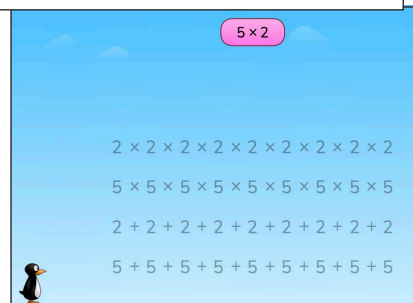 5 × 2
2 × 2 × 2 × 2 × 2 × 2 × 2 × 2 × 2
5 × 5 × 5 × 5 × 5 × 5 × 5 × 5 × 5
2 + 2 + 2 + 2 + 2 + 2 + 2 + 2 + 2
5 + 5 + 5 + 5 + 5 + 5 + 5 + 5 + 5